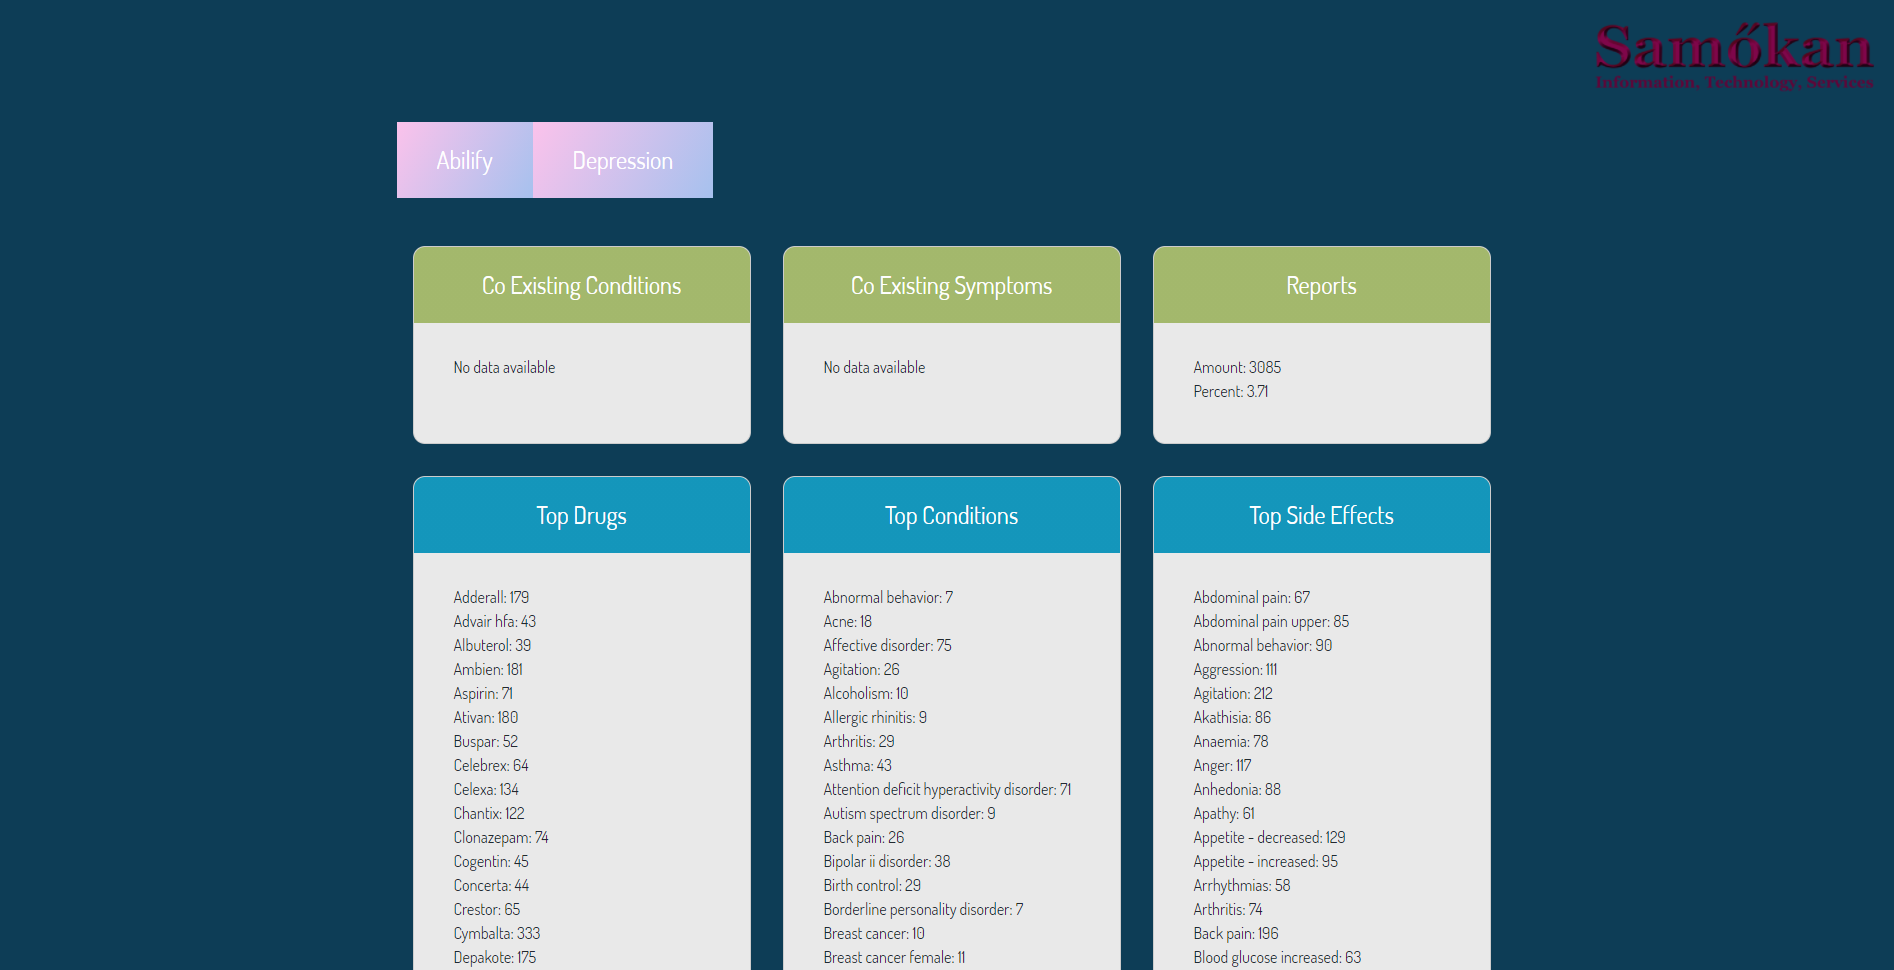 Samőkan
Information, Technology, Services
Abilify
Depression
Co Existing Conditions
No data available
Co Existing Symptoms
No data available
Reports
Amount: 3085
Percent: 3.71
Top Drugs
Adderall: 179
Advair hfa: 43
Albuterol: 39
Ambien: 181
Aspirin: 71
Ativan: 180
Buspar: 52
Celebrex: 64
Celexa: 134
Chantix: 122
Clonazepam: 74
Cogentin: 45
Concerta: 44
Crestor: 65
Cymbalta: 333
Depakote: 175
Top Conditions
Abnormal behavior: 7
Acne: 18
Affective disorder: 75
Agitation: 26
Alcoholism: 10
Allergic rhinitis: 9
Arthritis: 29
Asthma: 43
Attention deficit hyperactivity disorder: 71
Autism spectrum disorder: 9
Back pain: 26
Bipolar ii disorder: 38
Birth control: 29
Borderline personality disorder: 7
Breast cancer: 10
Breast cancer female: 11
Top Side Effects
Abdominal pain: 67
Abdominal pain upper: 85
Abnormal behavior: 90
Aggression: 111
Agitation: 212
Akathisia: 86
Anaemia: 78
Anger: 117
Anhedonia: 88
Apathy: 61
Appetite - decreased: 129
Appetite - increased: 95
Arrhythmias: 58
Arthritis: 74
Back pain: 196
Blood glucose increased: 63